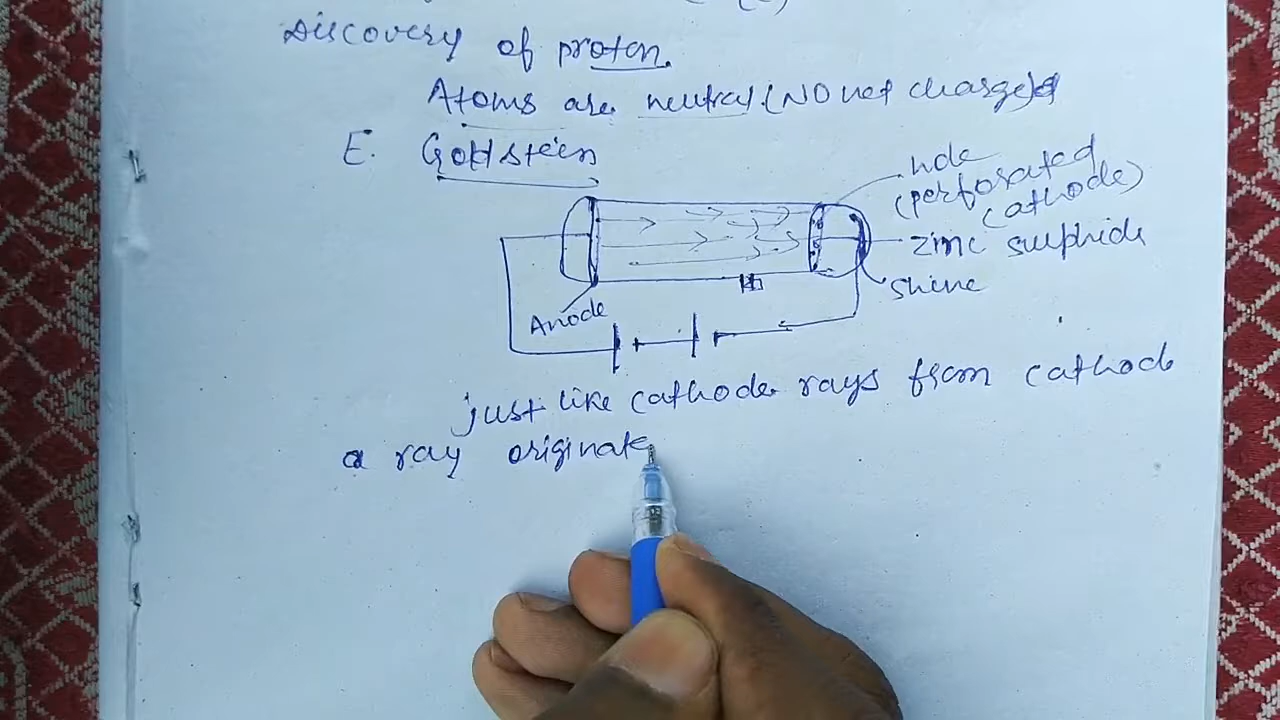 Discovery of proton.
Atoms are neutral (NO net charge)
E. Goldstein
hole
(perforated
cathode)
zinc sulphide
shine
Anode
just like cathode rays from cathode
a ray originate